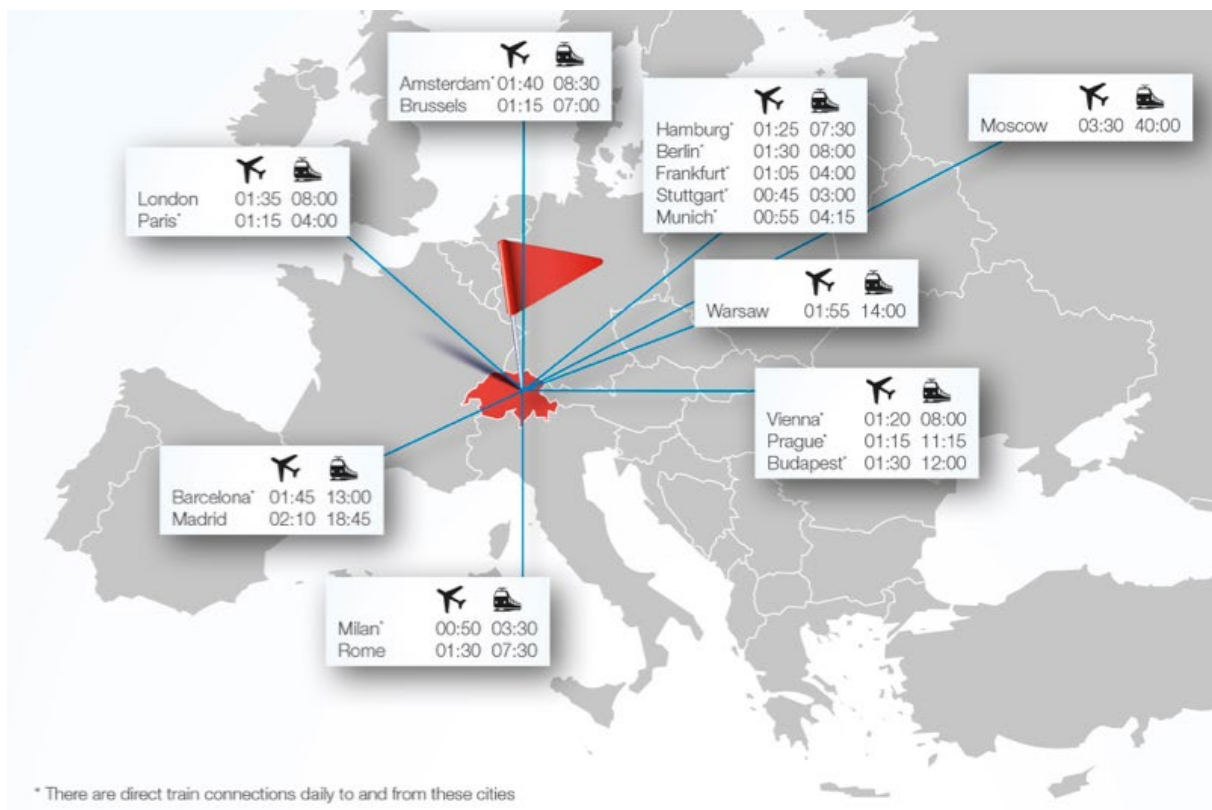 Amsterdam* 01:40 08:30
Brussels 01:15 07:00
Hamburg* 01:25 07:30
Berlin* 01:30 08:00
Frankfurt* 01:05 04:00
Stuttgart* 00:45 03:00
Munich* 00:55 04:15
Moscow 03:30 40:00
London 01:35 08:00
Paris* 01:15 04:00
Warsaw 01:55 14:00
Vienna* 01:20 08:00
Prague* 01:15 11:15
Budapest* 01:30 12:00
Barcelona* 01:45 13:00
Madrid 02:10 18:45
Milan* 00:50 03:30
Rome 01:30 07:30
* There are direct train connections daily to and from these cities